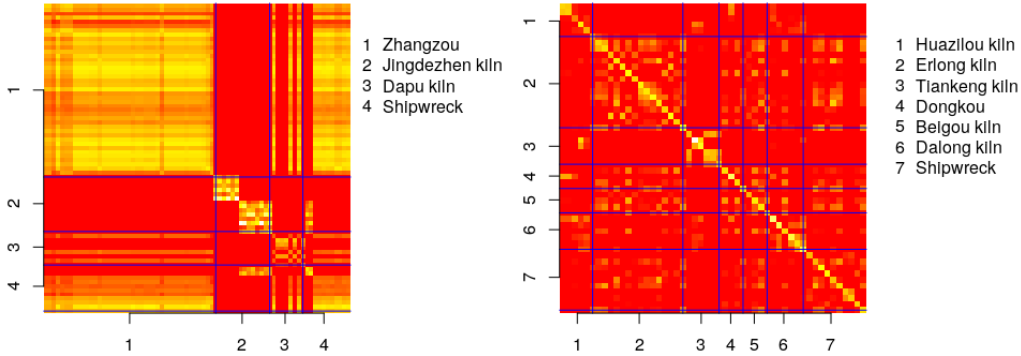 1 Zhangzou
2 Jingdezhen kiln
3 Dapu kiln
4 Shipwreck
1
2
3
4
1 2 3 4
1 Huazilou kiln
2 Erlong kiln
3 Tiankeng kiln
4 Dongkou
5 Beigou kiln
6 Dalong kiln
7 Shipwreck
1
2
3
4
5
6
7
1 2 3 4 5 6 7